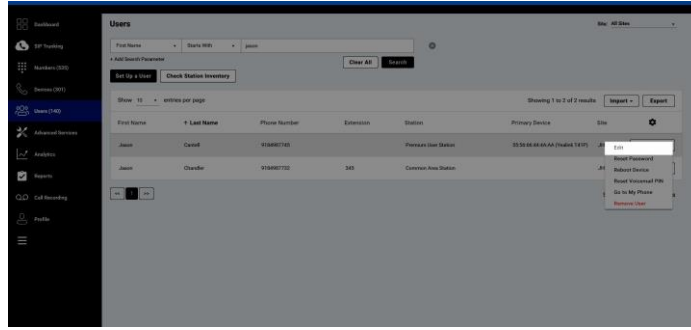 Dashboard
SIP Trunking
Numbers (535)
Devices (301)
Users (140)
Advanced Services
Analytics
Reports
Call Recording
Profile
Users
Site: All Sites
First Name Starts With jason
+ Add Search Parameter
Clear All Search
Set Up a User Check Station Inventory
Show 10 entries per page
Showing 1 to 2 of 2 results Import Export
First Name Last Name Phone Number Extension Station Primary Device Site
Jason Premium User Station
Jason Chandler 345 Common Area Station
Edit
Reset Password
Reboot Device
Reset Voicemail PIN
Go to My Phone
Remove User
1